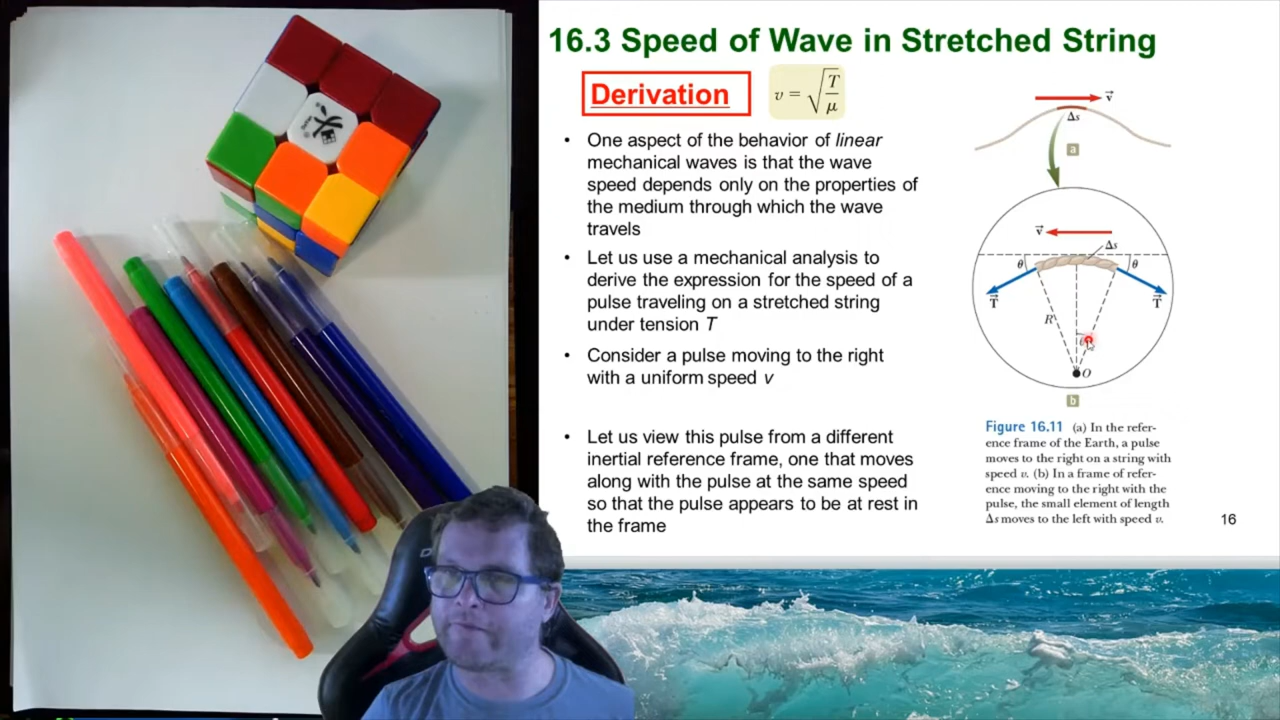 16.3 Speed of Wave in Stretched String
Derivation
v = √T/μ
• One aspect of the behavior of linear
mechanical waves is that the wave
speed depends only on the properties of
the medium through which the wave
travels
• Let us use a mechanical analysis to
derive the expression for the speed of a
pulse traveling on a stretched string
under tension T
• Consider a pulse moving to the right
with a uniform speed v
• Let us view this pulse from a different
inertial reference frame, one that moves
along with the pulse at the same speed
so that the pulse appears to be at rest in
the frame
v
Δs
a
v
Δs
θ
θ
T
T
R
O
b
Figure 16.11 (a) In the refer-
ence frame of the Earth, a pulse
moves to the right on a string with
speed v. (b) In a frame of refer-
ence moving to the right with the
pulse, the small element of length
Δs moves to the left with speed v.
16